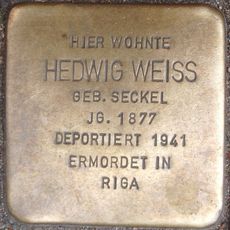 HIER WOHNTE
HEDWIG WEISS
GEB. SECKEL
JG. 1877
DEPORTIERT 1941
ERMORDET IN
RIGA